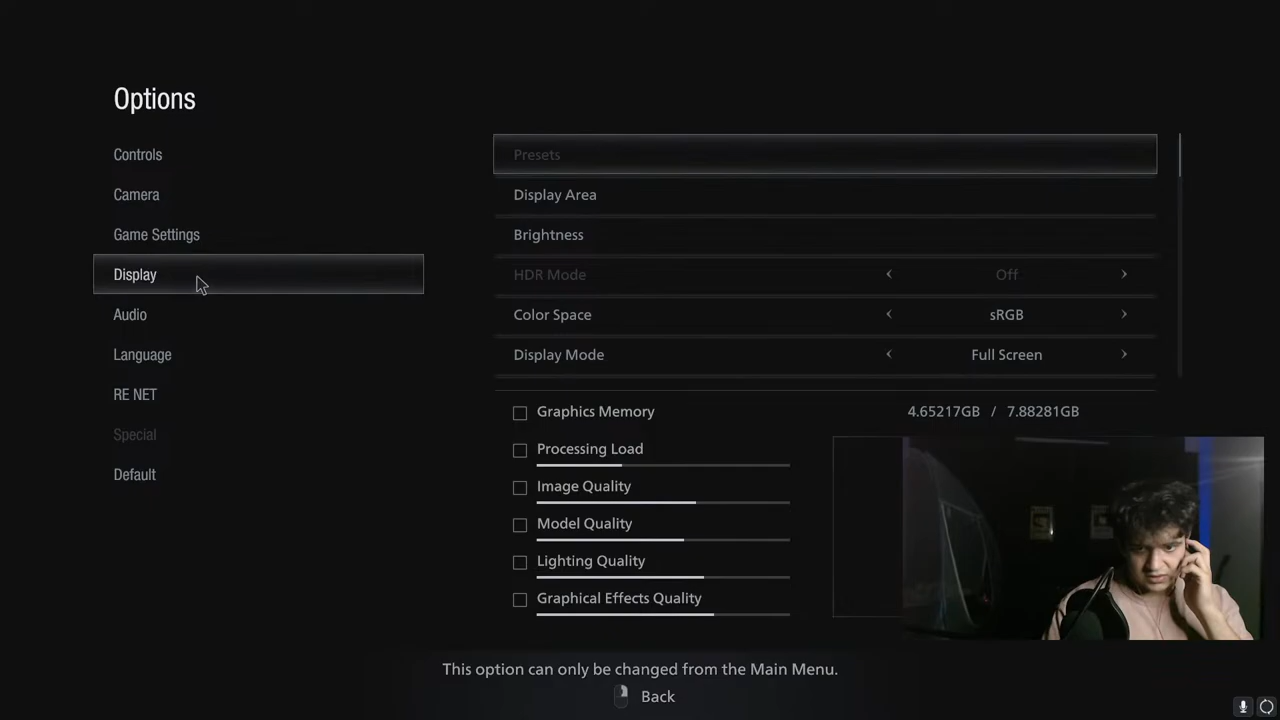 Options
Controls
Camera
Game Settings
Display
Audio
Language
RE NET
Special
Default
Presets
Display Area
Brightness
HDR Mode Off
Color Space sRGB
Display Mode Full Screen
Graphics Memory 4.65217GB / 7.88281GB
Processing Load
Image Quality
Model Quality
Lighting Quality
Graphical Effects Quality
This option can only be changed from the Main Menu.
Back